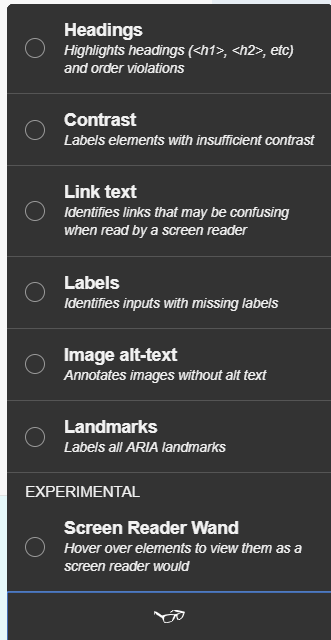 Headings
Highlights headings (<h1>, <h2>, etc)
and order violations
Contrast
Labels elements with insufficient contrast
Link text
Identifies links that may be confusing
when read by a screen reader
Labels
Identifies inputs with missing labels
Image alt-text
Annotates images without alt text
Landmarks
Labels all ARIA landmarks
EXPERIMENTAL
Screen Reader Wand
Hover over elements to view them as a
screen reader would